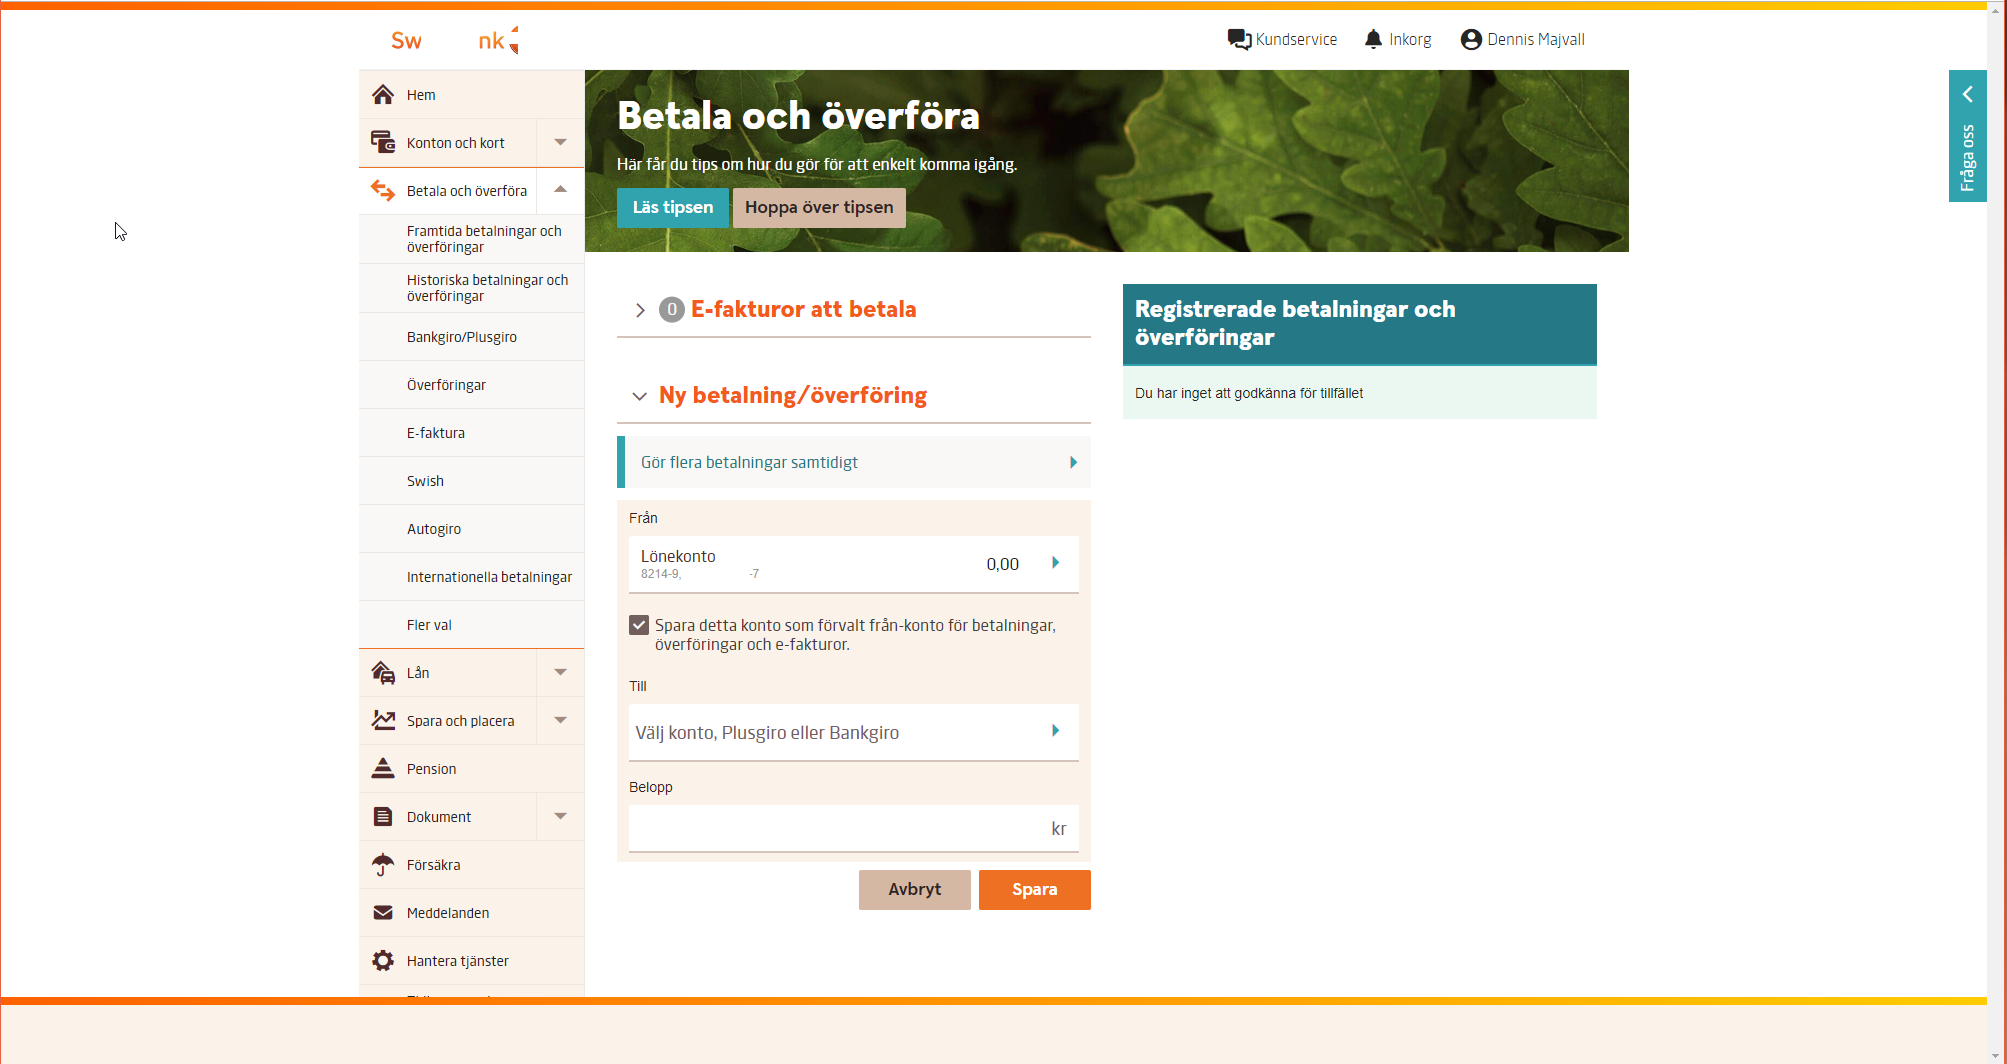 Sw nk
Kundservice
Inkorg
Dennis Majvall
Hem
Konton och kort
Betala och överföra
Framtida betalningar och
överföringar
Historiska betalningar och
överföringar
Bankgiro/Plusgiro
Överföringar
E-faktura
Swish
Autogiro
Internationella betalningar
Fler val
Lån
Spara och placera
Pension
Dokument
Försäkra
Meddelanden
Hantera tjänster
Betala och överföra
Här får du tips om hur du gör för att enkelt komma igång.
Läs tipsen
Hoppa över tipsen
0 E-fakturor att betala
Ny betalning/överföring
Gör flera betalningar samtidigt
Från
Lönekonto
8214-9, -7
0,00
Spara detta konto som förvalt från-konto för betalningar,
överföringar och e-fakturor.
Till
Välj konto, Plusgiro eller Bankgiro
Belopp
kr
Avbryt
Spara
Registrerade betalningar och
överföringar
Du har inget att godkänna för tillfället
Fråga oss